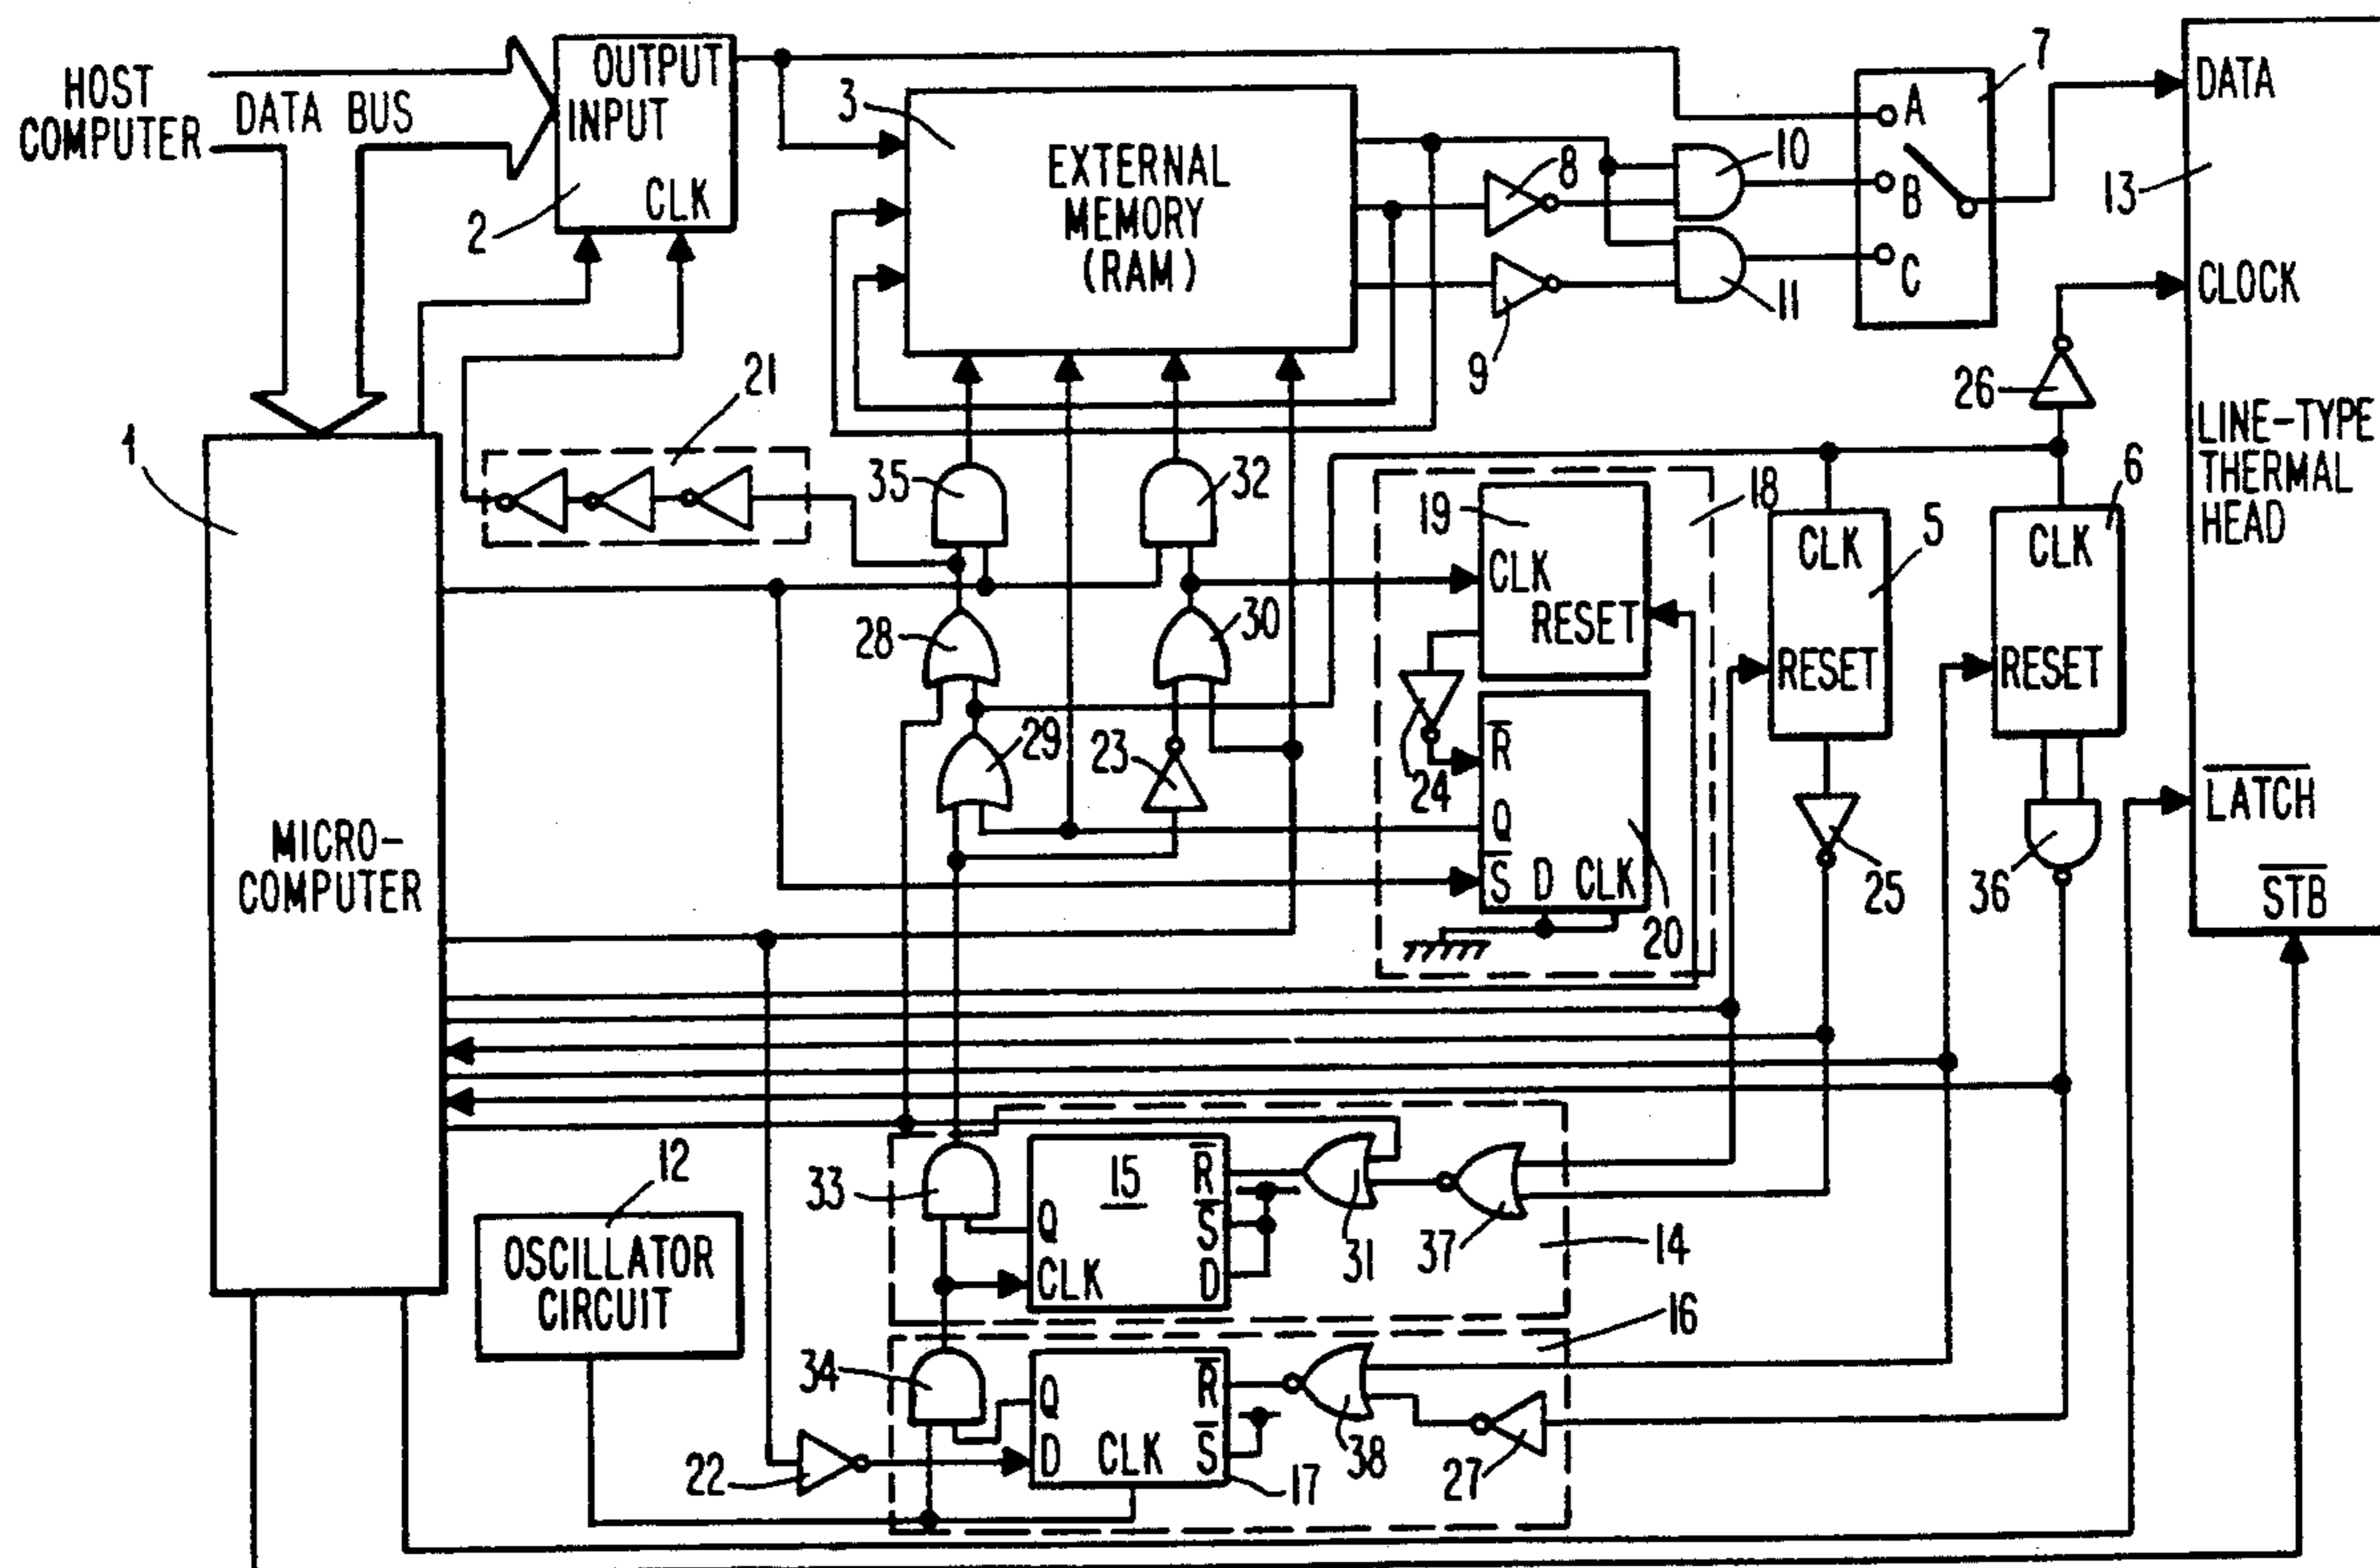 HOST
COMPUTER
DATA BUS
OUTPUT
INPUT
CLK
2
3
EXTERNAL
MEMORY
(RAM)
8
9
10
11
7
A
B
C
DATA
13
CLOCK
LINE-TYPE
THERMAL
HEAD
LATCH
STB
26
1
MICRO-
COMPUTER
21
35
32
28
30
29
23
19
CLK
RESET
18
24
R
Q
S D CLK
20
CLK
5
RESET
25
6
CLK
RESET
36
12
OSCILLATOR
CIRCUIT
33
15
R
S
D
Q
CLK
31
37
14
16
34
Q
D
CLK
R
S
17
38
27
22